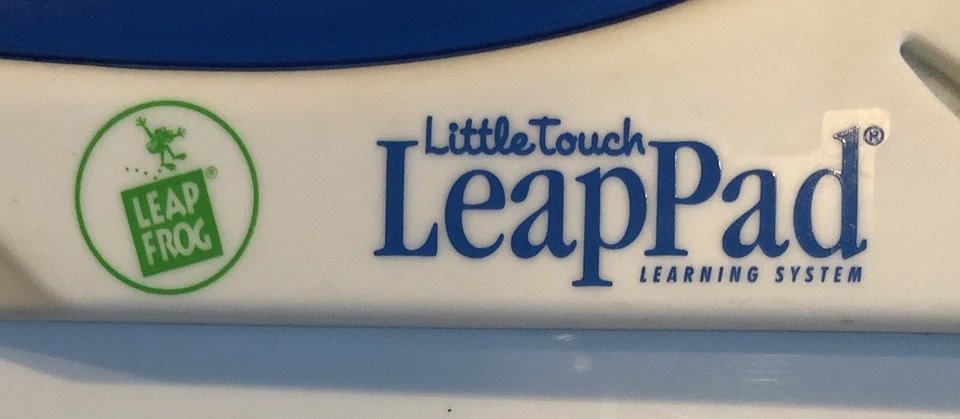 LEAP
FROG®
LittleTouch
LeapPad®
LEARNING SYSTEM